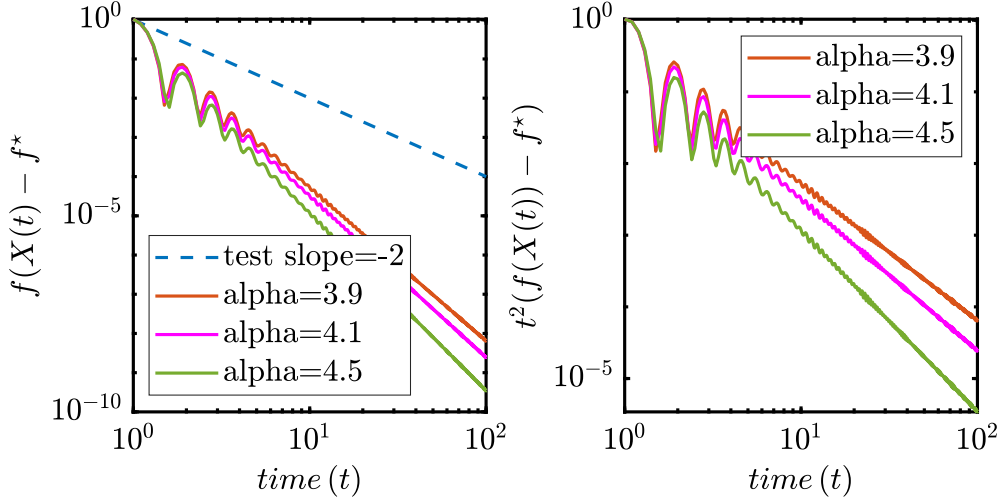 10^0
10^{-5}
10^{-10}
f(X(t) − f^⋆
test slope=-2
alpha=3.9
alpha=4.1
alpha=4.5
10^0
10^1
10^2
time (t)
10^0
10^{-5}
t^2(f(X(t)) − f^⋆)
alpha=3.9
alpha=4.1
alpha=4.5
10^0
10^1
10^2
time (t)